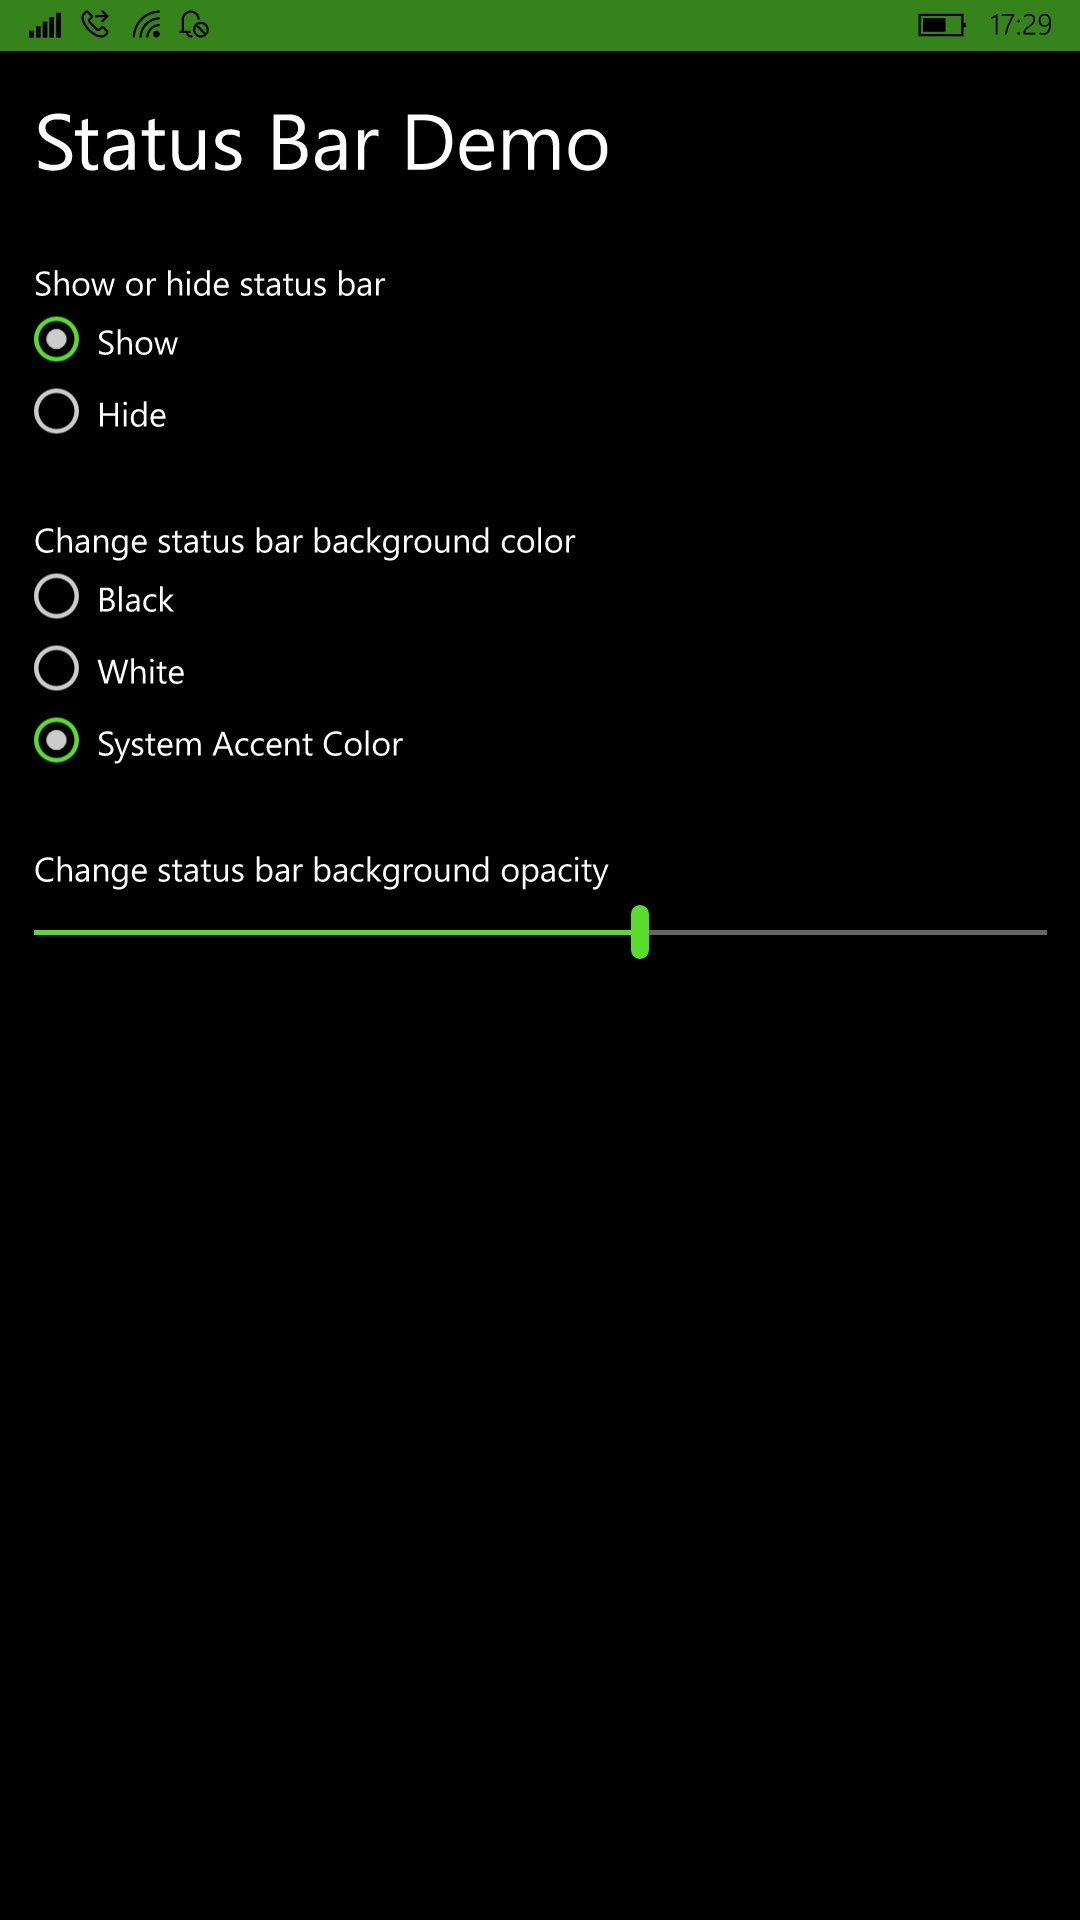 17:29
Status Bar Demo
Show or hide status bar
Show
Hide
Change status bar background color
Black
White
System Accent Color
Change status bar background opacity